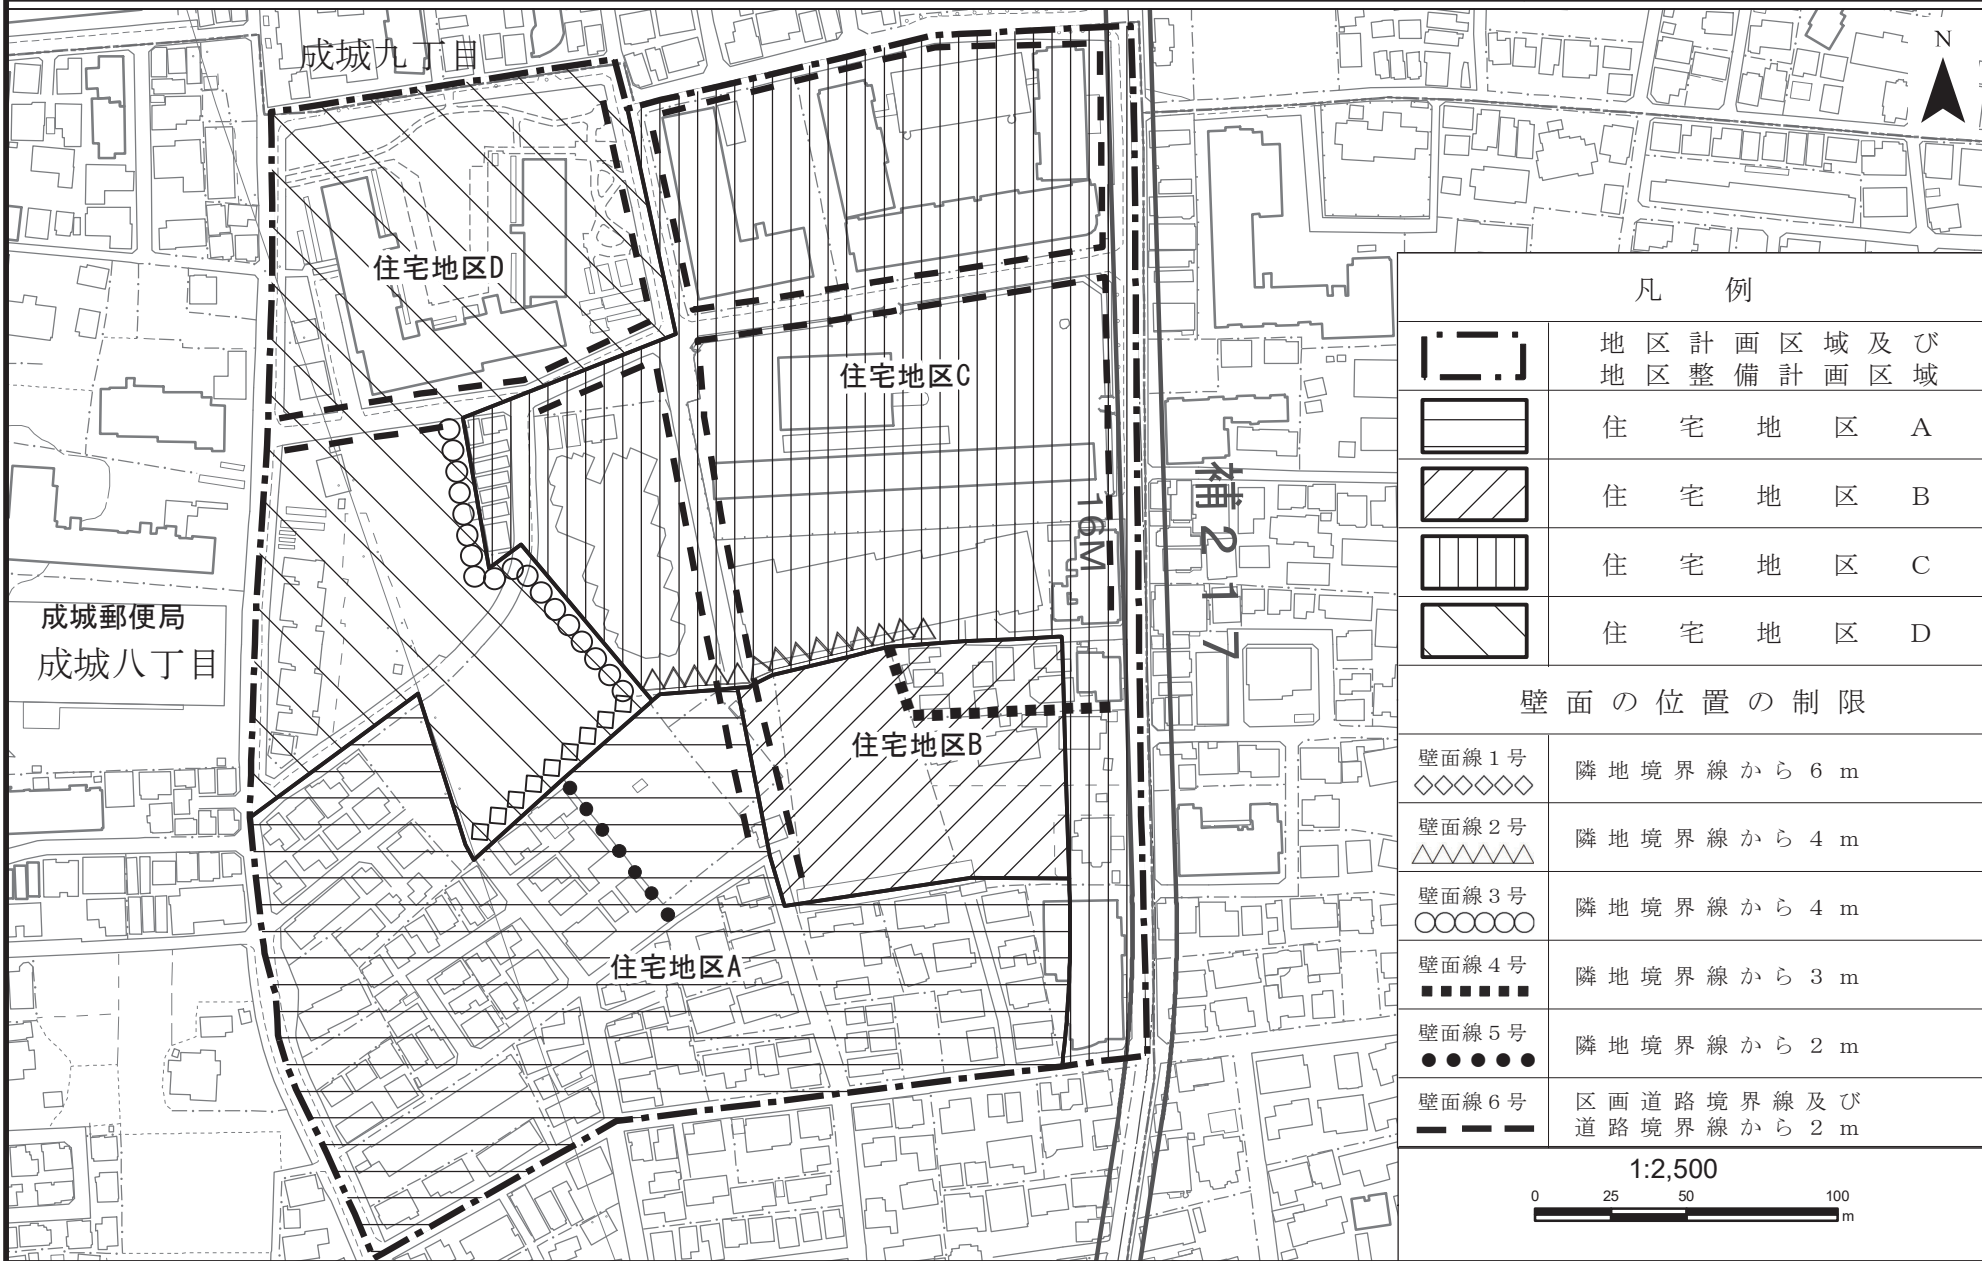 成城九丁目
N
住宅地区D
住宅地区C
補217
16M
成城郵便局
成城八丁目
住宅地区B
住宅地区A
凡例
地区計画区域及び
地区整備計画区域
住宅地区A
住宅地区B
住宅地区C
住宅地区D
壁面の位置の制限
壁面線1号
隣地境界線から6m
壁面線2号
隣地境界線から4m
壁面線3号
隣地境界線から4m
壁面線4号
隣地境界線から3m
壁面線5号
隣地境界線から2m
壁面線6号
区画道路境界線及び
道路境界線から2m
1:2,500
0 25 50 100
m